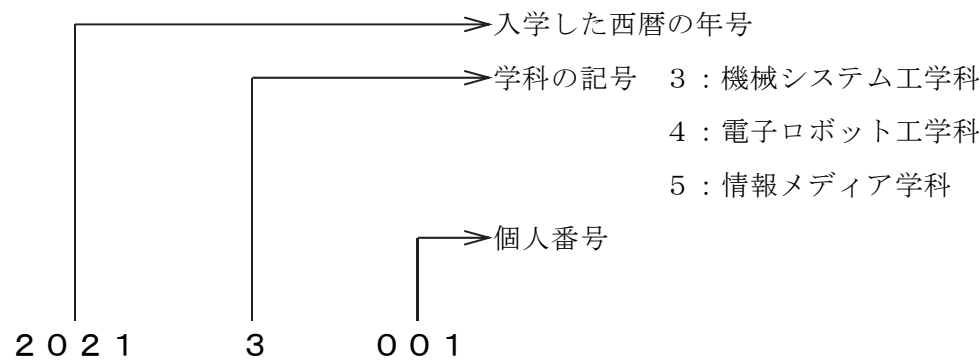 入学した西暦の年号
学科の記号 3：機械システム工学科
4：電子ロボット工学科
5：情報メディア学科
個人番号
2021 3 001